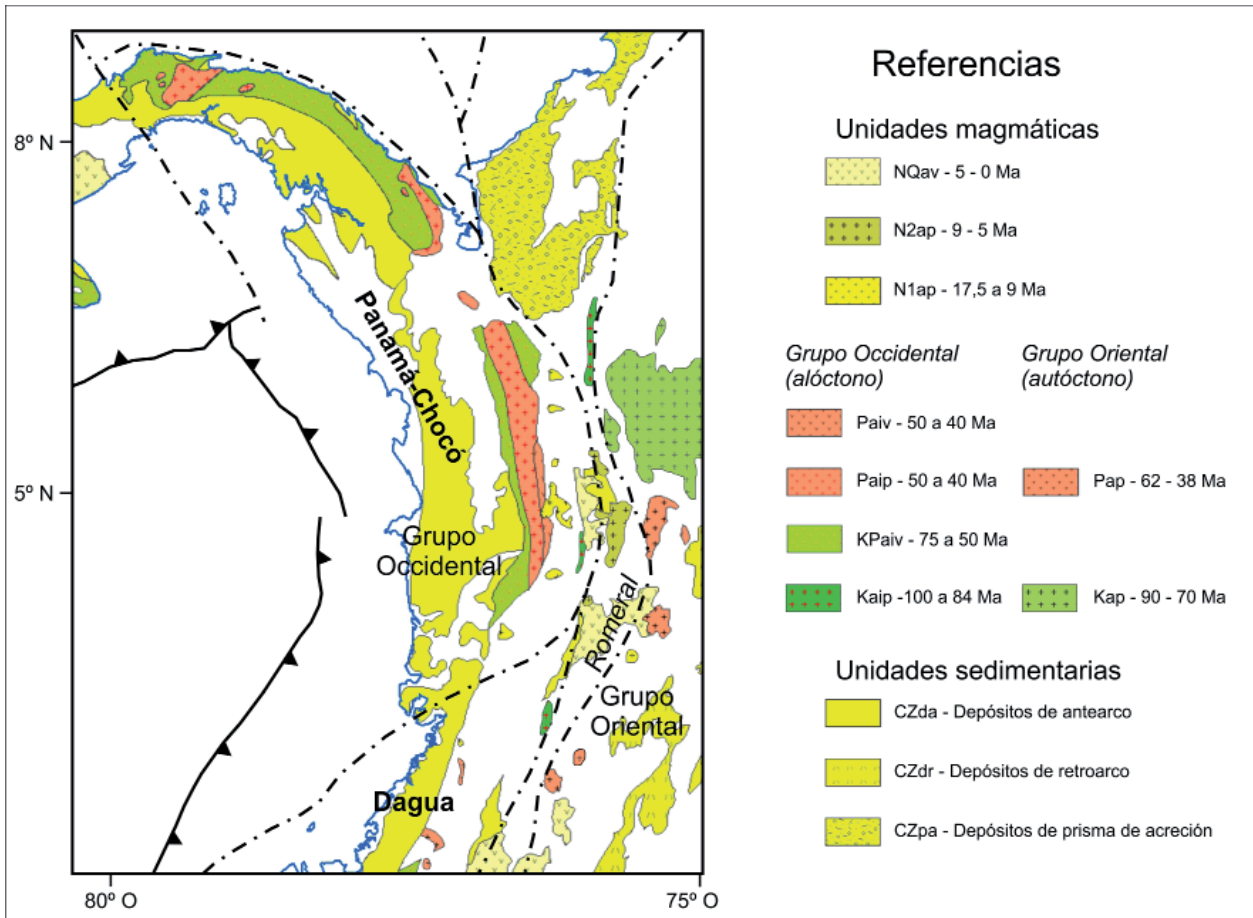 8º N
5º N
80º O
75º O
Panamá-Chocó
Grupo
Occidental
Romeral
Grupo
Oriental
Dagua
Referencias
Unidades magmáticas
NQav - 5 - 0 Ma
N2ap - 9 - 5 Ma
N1ap - 17,5 a 9 Ma
Grupo Occidental
(alóctono)
Grupo Oriental
(autóctono)
Paiv - 50 a 40 Ma
Paip - 50 a 40 Ma
Pap - 62 - 38 Ma
KPaiv - 75 a 50 Ma
Kaip -100 a 84 Ma
Kap - 90 - 70 Ma
Unidades sedimentarias
CZda - Depósitos de antearco
CZdr - Depósitos de retroarco
CZpa - Depósitos de prisma de acreción